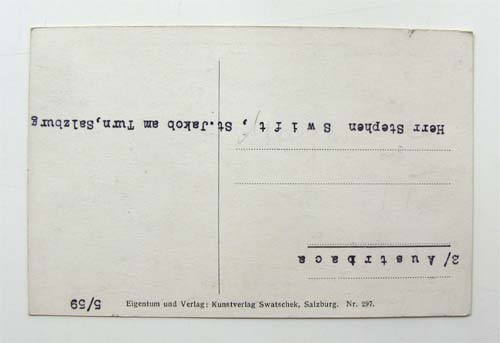 Herr Stephen S w i f t , St.Jakob am Turn,Salzburg
5/59
Eigentum und Verlag: Kunstverlag Swatschek, Salzburg. Nr. 297.